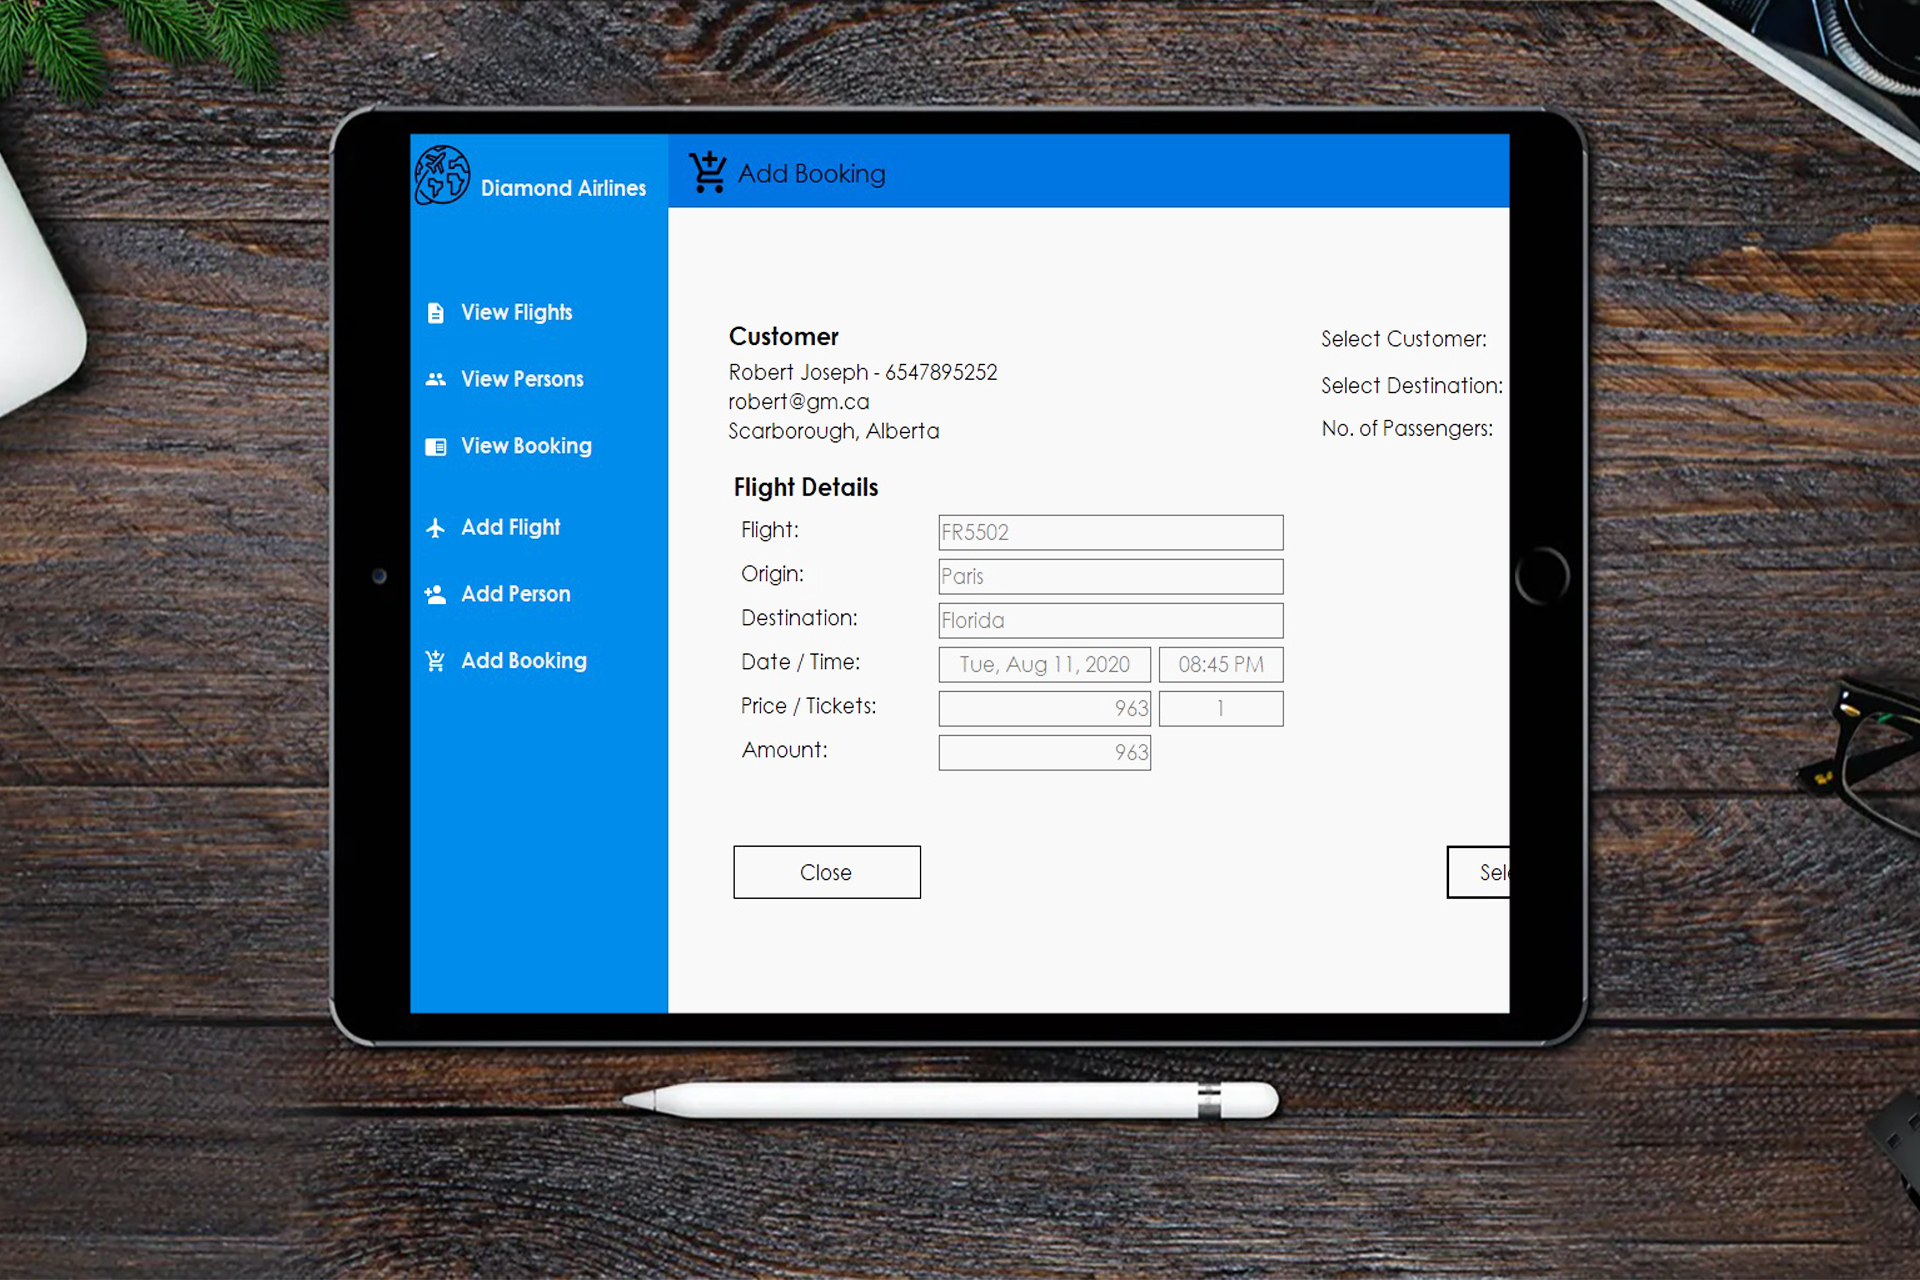 Diamond Airlines
Add Booking
View Flights
View Persons
View Booking
Add Flight
Add Person
Add Booking
Customer
Robert Joseph - 6547895252
robert@gm.ca
Scarborough, Alberta
Select Customer:
Select Destination:
No. of Passengers:
Flight Details
Flight: FR5502
Origin: Paris
Destination: Florida
Date / Time: Tue, Aug 11, 2020 08:45 PM
Price / Tickets: 963 1
Amount: 963
Close